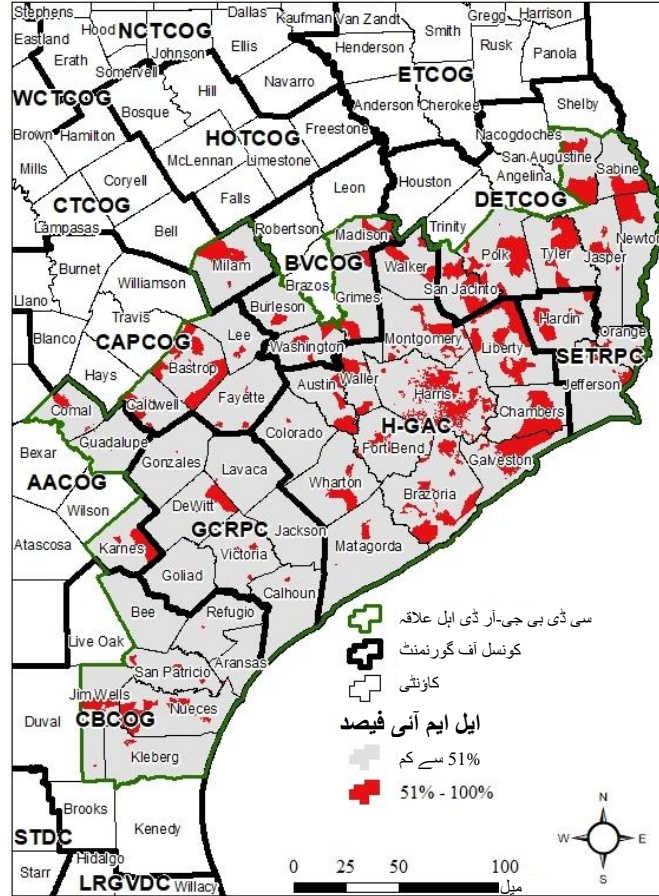 Stephens
Hood
NCTCOG
Dallas
Kaufman
Van Zandt
Gregg
Harrison
Eastland
Erath
Johnson
Ellis
Smith
Rusk
Panola
Somervell
Henderson
Navarro
ETCOG
WCTCOG
Bosque
Hill
Anderson
Cherokee
Shelby
Brown
Hamilton
HOTCOG
Freestone
Nacogdoches
McLennan
Limestone
San Augustine
Sabine
Mills
Coryell
Leon
Houston
Angelina
CTCOG
Falls
DETCOG
Lampasas
Bell
Robertson
Madison
Trinity
Newton
Burnet
Milam
BVCOG
Walker
Polk
Tyler
Jasper
Williamson
Brazos
Grimes
San Jacinto
Llano
Travis
Burleson
Hardin
Blanco
CAPCOG
Lee
Washington
Montgomery
Liberty
Orange
SETRPC
Hays
Bastrop
Austin
Waller
Harris
Jefferson
Comal
Caldwell
Fayette
Chambers
Guadalupe
Colorado
H-GAC
Bexar
Gonzales
Lavaca
Fort Bend
Galveston
AACOG
Wilson
Wharton
Brazoria
DeWitt
GCRPC
Jackson
Atascosa
Karnes
Victoria
Matagorda
Goliad
Calhoun
Bee
Refugio
Live Oak
Aransas
San Patricio
Jim Wells
Nueces
Duval
CBCOG
Kleberg
Brooks
Kenedy
STDC
Hidalgo
Starr
LRGVDC
Willacy
سی ڈی بی جی-آر ڈی اہل علاقہ
کونسل آف گورنمنٹ
کاؤنٹی
ایل ایم آئی فیصد
51% سے کم
51% - 100%
N
W
E
S
0 25 50 100
میل